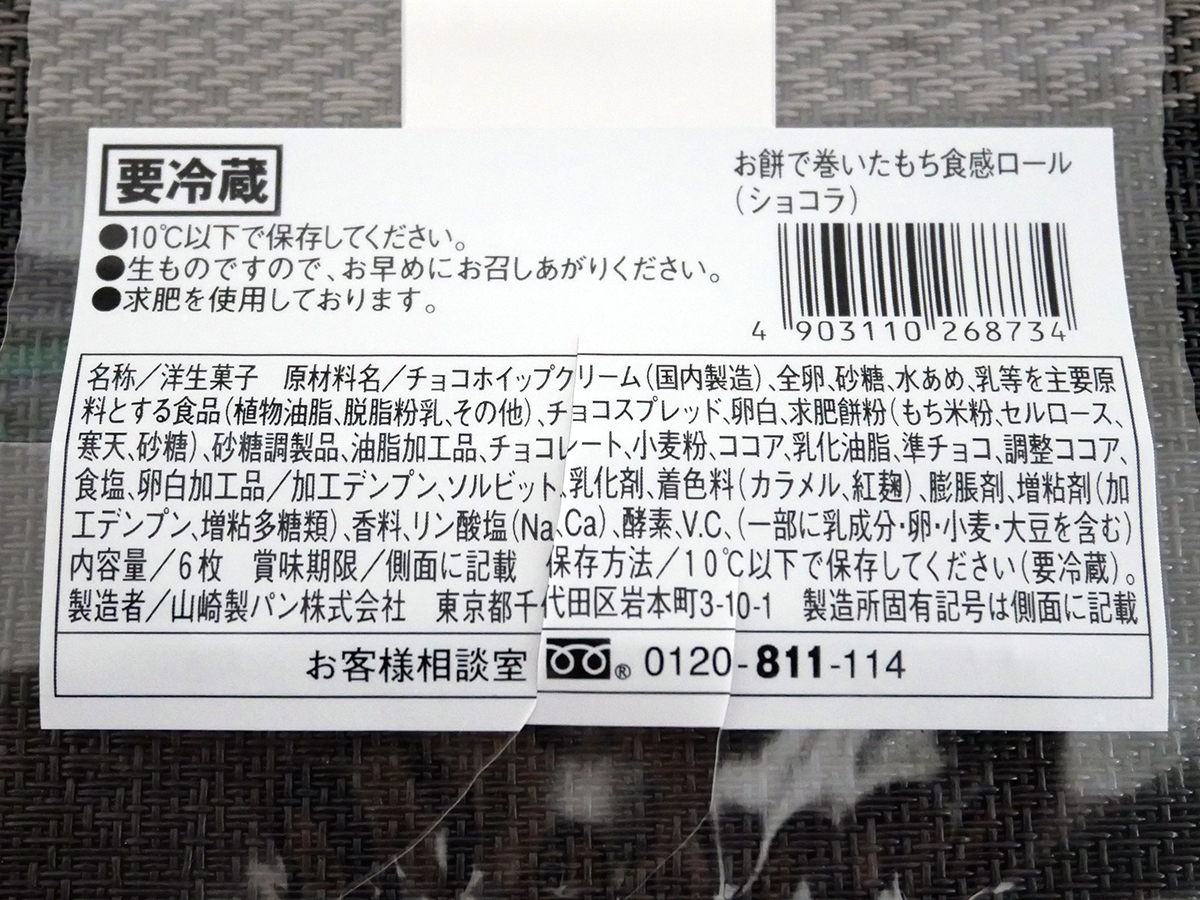 要冷蔵
●10℃以下で保存してください。
●生ものですので、お早めにお召しあがりください。
●求肥を使用しております。
お餅で巻いたもち食感ロール
（ショコラ）
4 903110 268734
名称／洋生菓子 原材料名／チョコホイップクリーム（国内製造）、全卵、砂糖、水あめ、乳等を主要原
料とする食品（植物油脂、脱脂粉乳、その他）、チョコスプレッド、卵白、求肥餅粉（もち米粉、セルロース、
寒天、砂糖）、砂糖調製品、油脂加工品、チョコレート、小麦粉、ココア、乳化油脂、準チョコ、調整ココア、
食塩、卵白加工品／加工デンプン、ソルビット、乳化剤、着色料（カラメル、紅麹）、膨脹剤、増粘剤（加
工デンプン、増粘多糖類）、香料、リン酸塩（Na、Ca）、酵素、V.C、（一部に乳成分・卵・小麦・大豆を含む）
内容量／6枚 賞味期限／側面に記載 保存方法／10℃以下で保存してください（要冷蔵）。
製造者／山崎製パン株式会社 東京都千代田区岩本町3-10-1 製造所固有記号は側面に記載
お客様相談室 ® 0120-811-114